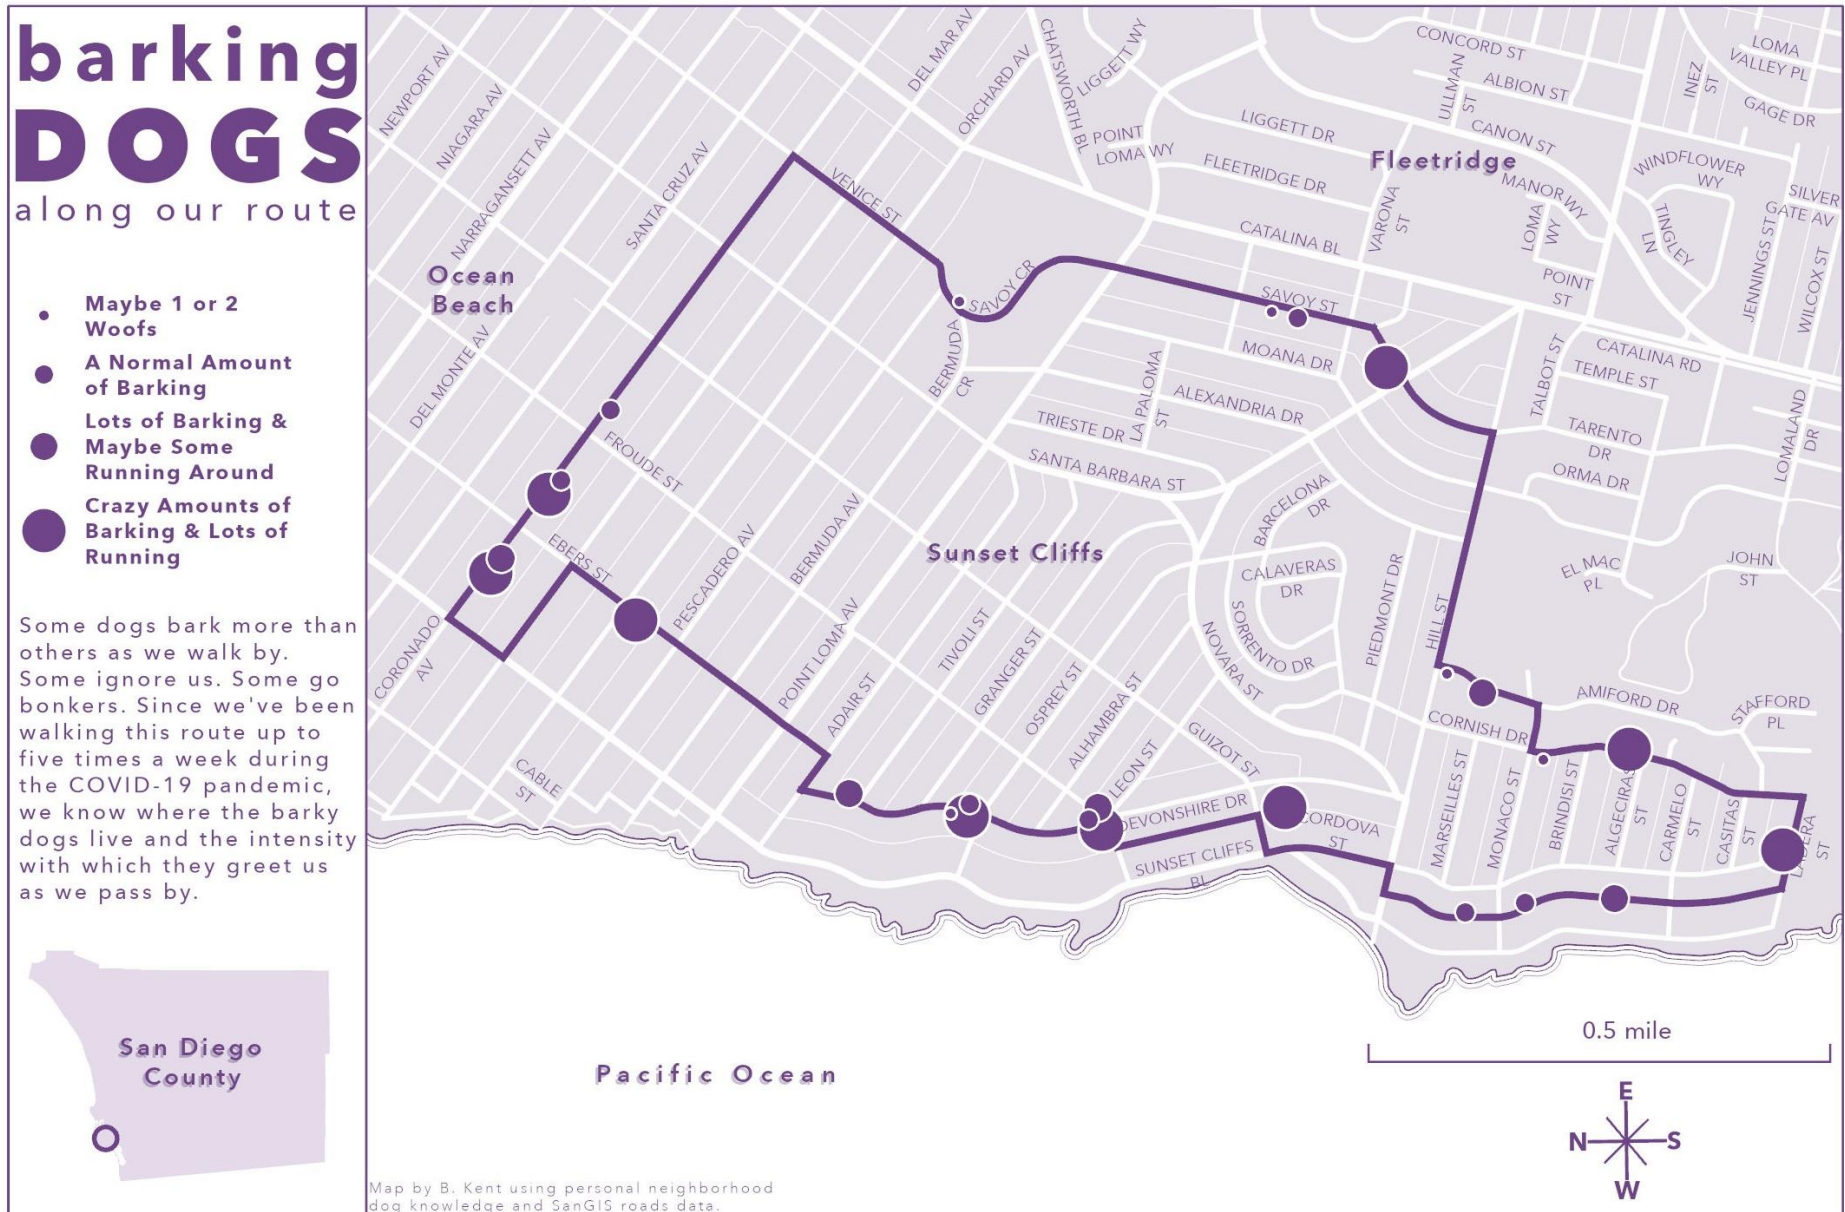 barking
DOGS
along our route
Maybe 1 or 2
Woofs
A Normal Amount
of Barking
Lots of Barking &
Maybe Some
Running Around
Crazy Amounts of
Barking & Lots of
Running
Some dogs bark more than
others as we walk by.
Some ignore us. Some go
bonkers. Since we've been
walking this route up to
five times a week during
the COVID-19 pandemic,
we know where the barky
dogs live and the intensity
with which they greet us
as we pass by.
San Diego
County
NEWPORT AV
NIAGARA AV
NARRAGANSETT AV
SANTA CRUZ AV
DEL MONTE AV
Ocean
Beach
VENICE ST
DEL MAR AV
ORCHARD AV
CHATSWORTH BL
LIGGETT WY
POINT
LOMA WY
LIGGETT DR
FLEETRIDGE DR
Fleetridge
CATALINA BL
VARONA
ST
CONCORD ST
ULLMAN
ST
ALBION ST
CANON ST
MANOR WY
LOMA
WY
POINT
ST
INEZ
ST
LOMA
VALLEY PL
GAGE DR
WINDFLOWER
WY
TINGLEY
LN
SILVER
GATE AV
JENNINGS ST
WILCOX ST
SAVOY CR
BERMUDA
CR
SAVOY ST
MOANA DR
LA PALOMA
ST
ALEXANDRIA DR
TRIESTE DR
SANTA BARBARA ST
TALBOT ST
CATALINA RD
TEMPLE ST
TARENTO
DR
ORMA DR
LOMALAND
DR
FROUDE ST
EBERS ST
PESCADERO AV
BERMUDA AV
Sunset Cliffs
BARCELONA
DR
CALAVERAS
DR
SORRENTO DR
NOVARA ST
PIEDMONT DR
HILL ST
EL MAC
PL
JOHN
ST
CORONADO
AV
CABLE
ST
POINT LOMA AV
ADAIR ST
TIVOLI ST
GRANGER ST
OSPREY ST
ALHAMBRA ST
LEON ST
GUIZOT ST
DEVONSHIRE DR
SUNSET CLIFFS
BL
CORDOVA
ST
CORNISH DR
AMIFORD DR
STAFFORD
PL
MARSEILLES ST
MONACO ST
BRINDISI ST
ALGECIRAS
ST
CARMELO
ST
CASITAS
ST
LADERA
ST
Pacific Ocean
0.5 mile
E
N
S
W
Map by B. Kent using personal neighborhood
dog knowledge and SanGIS roads data.